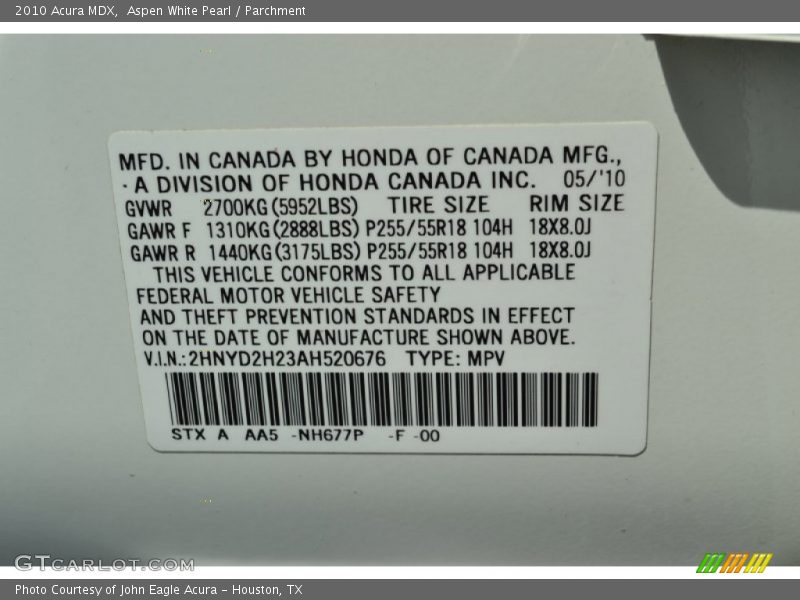 2010 Acura MDX,  Aspen White Pearl / Parchment
MFD. IN CANADA BY HONDA OF CANADA MFG.,
A DIVISION OF HONDA CANADA INC. 05/'10
GVWR 2700KG(5952LBS) TIRE SIZE RIM SIZE
GAWR F 1310KG(2888LBS) P255/55R18 104H 18X8.0J
GAWR R 1440KG(3175LBS) P255/55R18 104H 18X8.0J
THIS VEHICLE CONFORMS TO ALL APPLICABLE
FEDERAL MOTOR VEHICLE SAFETY
AND THEFT PREVENTION STANDARDS IN EFFECT
ON THE DATE OF MANUFACTURE SHOWN ABOVE.
V.I.N.:2HNYD2H23AH520676 TYPE: MPV
STX A AA5 -NH677P -F -00
GTCARLOT.COM
Photo Courtesy of John Eagle Acura - Houston, TX